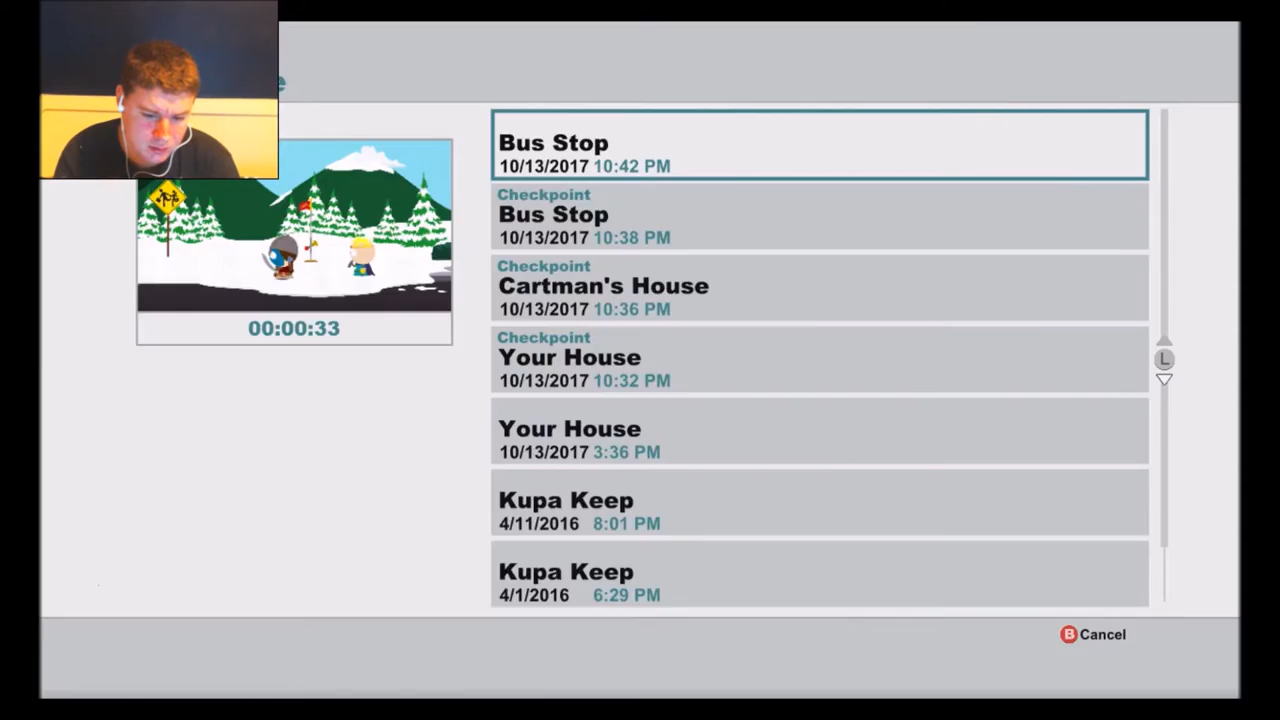 Bus Stop
10/13/2017 10:42 PM
Checkpoint
Bus Stop
10/13/2017 10:38 PM
Checkpoint
Cartman's House
10/13/2017 10:36 PM
Checkpoint
Your House
10/13/2017 10:32 PM
Your House
10/13/2017 3:36 PM
Kupa Keep
4/11/2016 8:01 PM
Kupa Keep
4/1/2016 6:29 PM
00:00:33
L
B Cancel